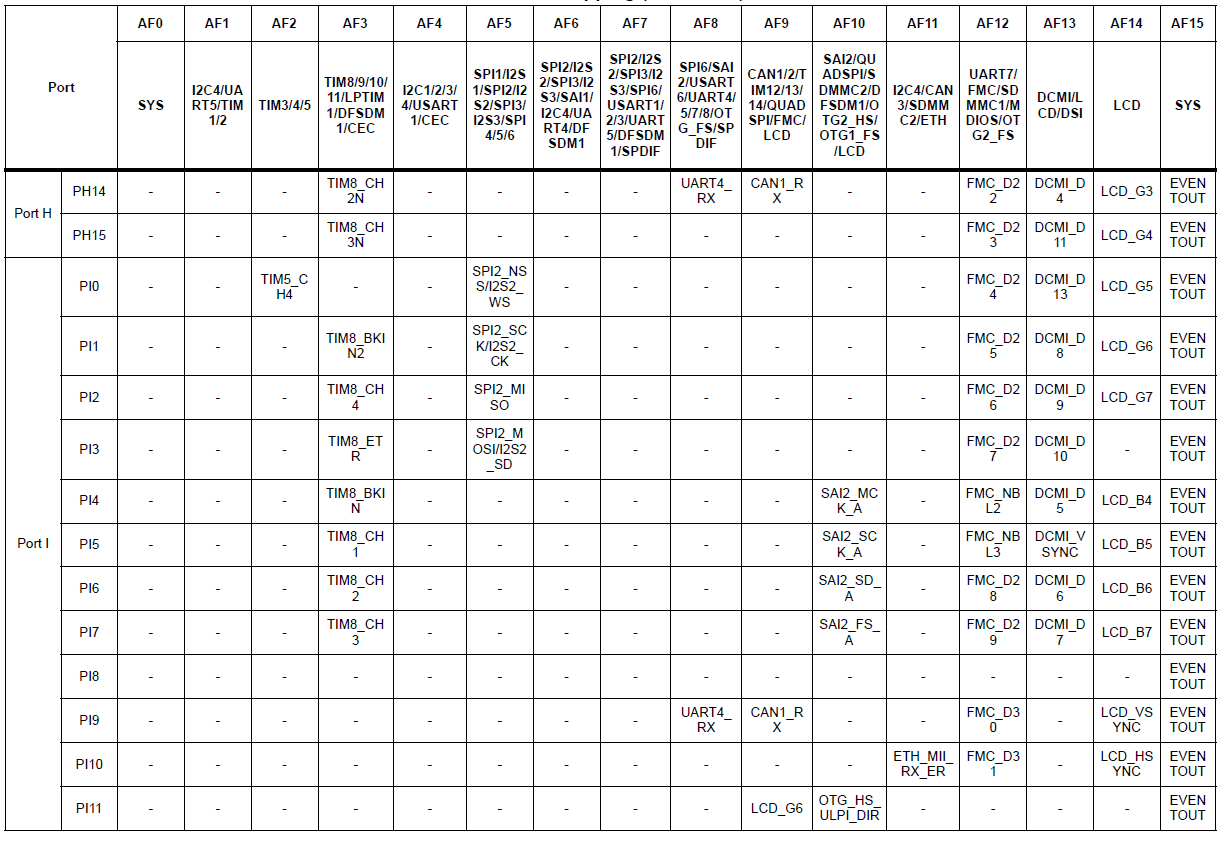 Port AF0 AF1 AF2 AF3 AF4 AF5 AF6 AF7 AF8 AF9 AF10 AF11 AF12 AF13 AF14 AF15
SYS I2C4/UART5/TIM1/2 TIM3/4/5 TIM8/9/10/11/LPTIM1/DFSDM1/CEC I2C1/2/3/4/USART1/CEC SPI1/I2S1/SPI2/I2S2/SPI3/I2S3/SPI4/5/6 SPI2/I2S2/SPI3/I2S3/SAI1/I2C4/UART4/DFSDM1 SPI2/I2S2/SPI3/I2S3/SPI6/USART1/2/3/UART5/DFSDM1/SPDIF SPI6/SAI2/USART6/UART4/5/7/8/OTG_FS/SPDIF CAN1/2/TIM12/13/14/QUADSPI/FMC/LCD SAI2/QUADSPI/SDMMC2/DFSDM1/OTG2_HS/OTG1_FS/LCD I2C4/CAN3/SDMMC2/ETH UART7/FMC/SDMMC1/MDIOS/OTG2_FS DCMI/LCD/DSI LCD SYS
Port H PH14 - - - TIM8_CH2N - - - - UART4_RX CAN1_RX - - FMC_D22 DCMI_D4 LCD_G3 EVENTOUT
PH15 - - - TIM8_CH3N - - - - - - - - FMC_D23 DCMI_D11 LCD_G4 EVENTOUT
Port I PI0 - - TIM5_CH4 - - SPI2_NSS/I2S2_WS - - - - - - FMC_D24 DCMI_D13 LCD_G5 EVENTOUT
PI1 - - - TIM8_BKIN2 - SPI2_SCK/I2S2_CK - - - - - - FMC_D25 DCMI_D8 LCD_G6 EVENTOUT
PI2 - - - TIM8_CH4 - SPI2_MISO - - - - - - FMC_D26 DCMI_D9 LCD_G7 EVENTOUT
PI3 - - - TIM8_ETR - SPI2_MOSI/I2S2_SD - - - - - - FMC_D27 DCMI_D10 - EVENTOUT
PI4 - - - TIM8_BKIN - - - - - - SAI2_MCK_A - FMC_NBL2 DCMI_D5 LCD_B4 EVENTOUT
PI5 - - - TIM8_CH1 - - - - - - SAI2_SCK_A - FMC_NBL3 DCMI_VSYNC LCD_B5 EVENTOUT
PI6 - - - TIM8_CH2 - - - - - - SAI2_SD_A - FMC_D28 DCMI_D6 LCD_B6 EVENTOUT
PI7 - - - TIM8_CH3 - - - - - - SAI2_FS_A - FMC_D29 DCMI_D7 LCD_B7 EVENTOUT
PI8 - - - - - - - - - - - - - - - EVENTOUT
PI9 - - - - - - - - UART4_RX CAN1_RX - - FMC_D30 - LCD_VSYNC EVENTOUT
PI10 - - - - - - - - - - - ETH_MII_RX_ER FMC_D31 - LCD_HSYNC EVENTOUT
PI11 - - - - - - - - - LCD_G6 OTG_HS_ULPI_DIR - - - - EVENTOUT